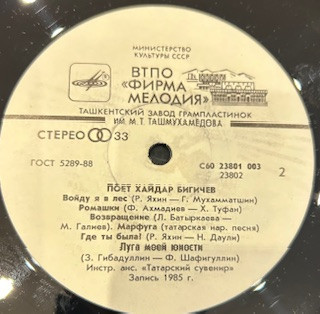 МИНИСТЕРСТВО
КУЛЬТУРЫ СССР
ВТПО
«ФИРМА
МЕЛОДИЯ»
ТАШКЕНТСКИЙ ЗАВОД ГРАМПЛАСТИНОК
ИМ. М. Т. ТАШМУХАМЕДОВА
СТЕРЕО 33
ГОСТ 5289-88
С60 23801 003
23802
2
ПОЕТ ХАЙДАР БИГИЧЕВ
Войду я в лес (Р. Яхин — Г. Мухамматшин)
Ромашки (Ф. Ахмадиев — Х. Туфан)
Возвращение (Л. Батыркаева —
М. Галиев). Марфуга (татарская нар. песня)
Где ты была! (Р. Яхин — Н. Даули)
Луга моей юности
(З. Гибадуллин — Ф. Шафигуллин)
Инстр. анс. «Татарский сувенир»
Запись 1985 г.